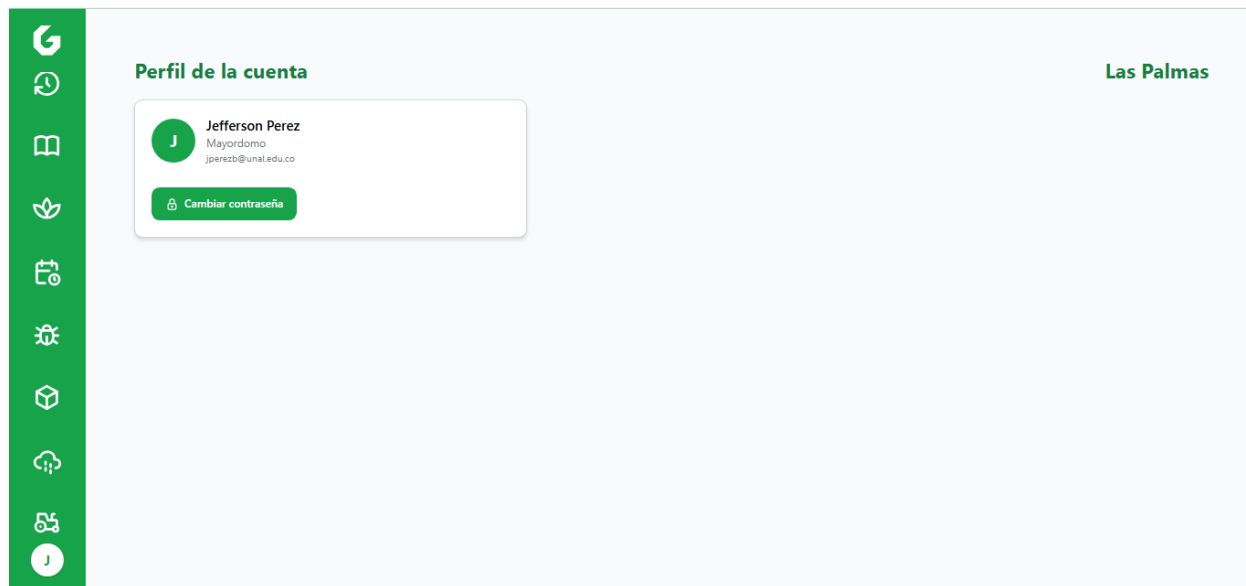 Perfil de la cuenta
Las Palmas
J
Jefferson Perez
Mayordomo
jperezb@unal.edu.co
Cambiar contraseña
J